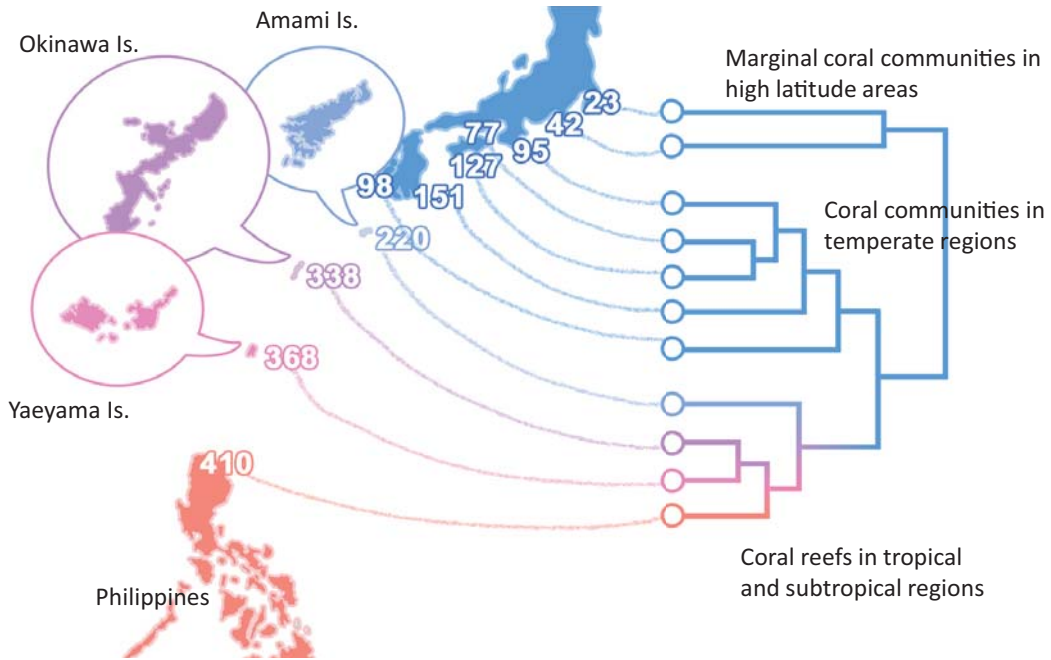 Amami Is.
Okinawa Is.
Marginal coral communities in
high latitude areas
23
42
77
95
127
98
151
Coral communities in
temperate regions
220
338
368
Yaeyama Is.
410
Coral reefs in tropical
and subtropical regions
Philippines